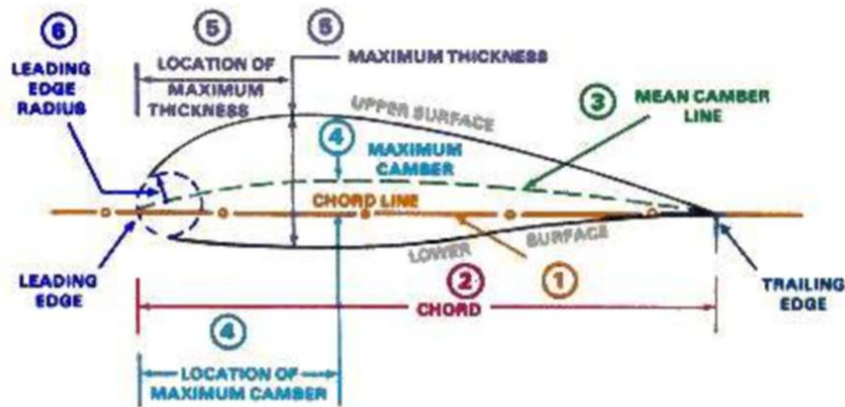 6
5
5
LEADING
EDGE
RADIUS
LOCATION OF
MAXIMUM
THICKNESS
MAXIMUM THICKNESS
UPPER SURFACE
3
MEAN CAMBER
LINE
4
MAXIMUM
CAMBER
CHORD LINE
LOWER
SURFACE
LEADING
EDGE
2
CHORD
1
TRAILING
EDGE
4
LOCATION OF
MAXIMUM CAMBER